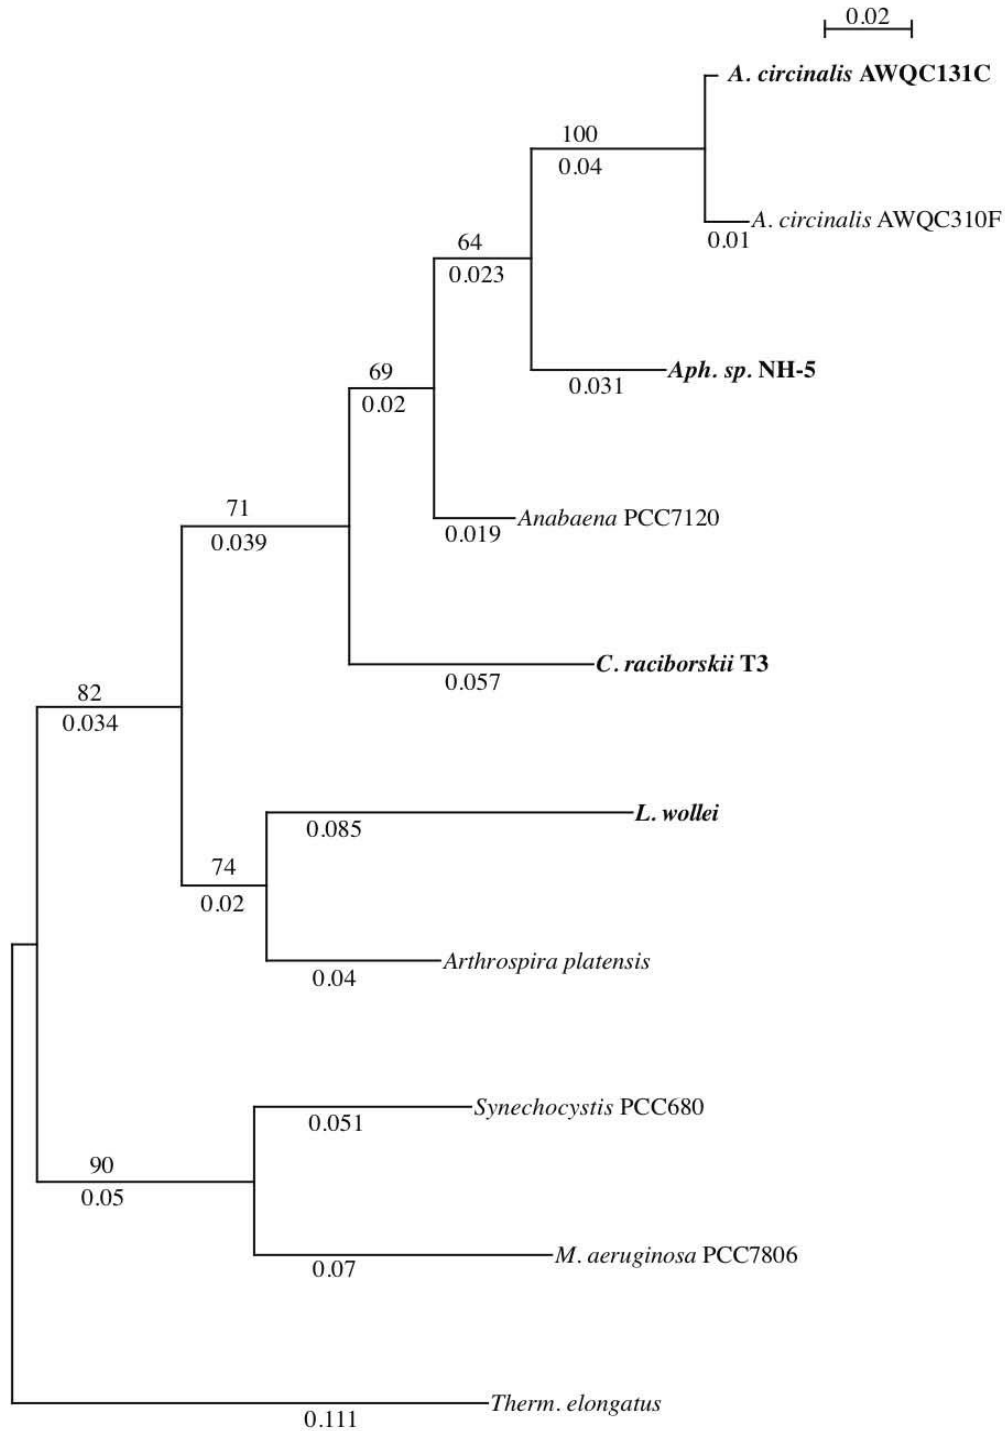 0.02
A. circinalis AWQC131C
100
0.04
A. circinalis AWQC310F
0.01
64
0.023
Aph. sp. NH-5
0.031
69
0.02
Anabaena PCC7120
0.019
71
0.039
C. raciborskii T3
0.057
82
0.034
L. wollei
0.085
74
0.02
Arthrospira platensis
0.04
Synechocystis PCC680
0.051
90
0.05
M. aeruginosa PCC7806
0.07
Therm. elongatus
0.111